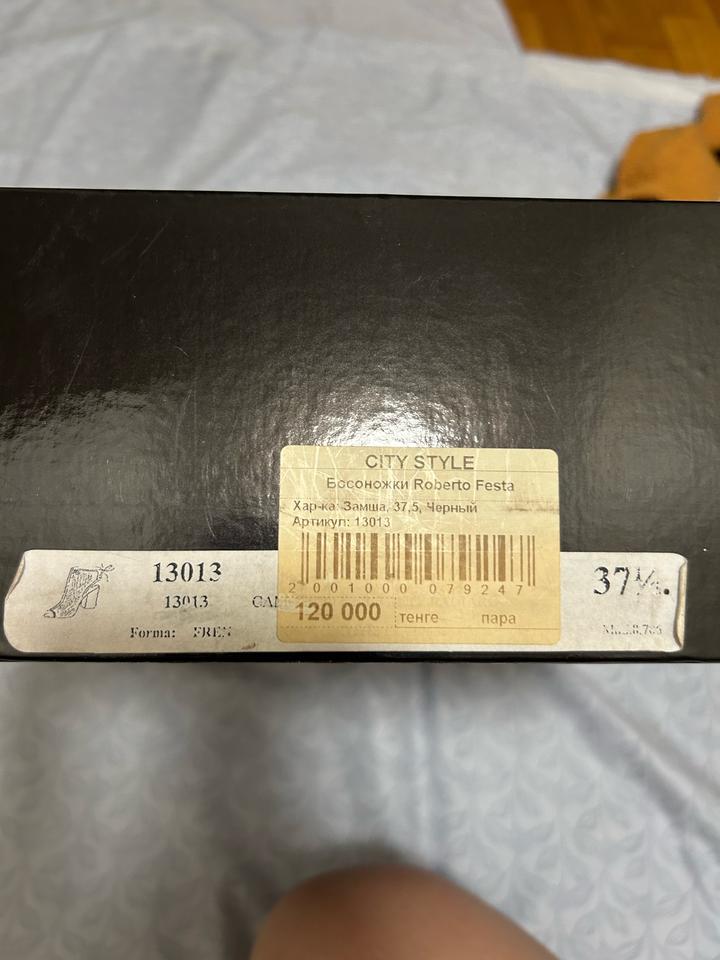 CITY STYLE
Босоножки Roberto Festa
Хар-ка: Замша, 37,5, Черный
Артикул: 13013
2 001000 079247
120 000 тенге пара
13013
13013
Forma: FREN
37½.